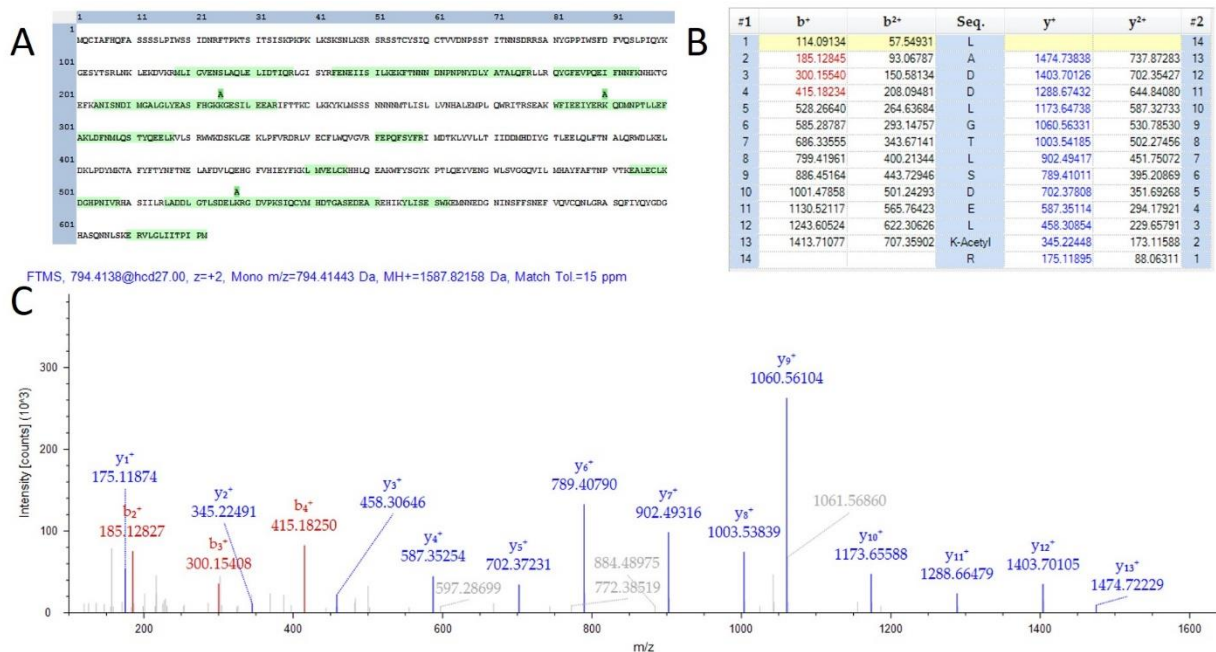 A
1 11 21 31 41 51 61 71 81 91
1 MQCIAFHQFA SSSSLPIWSS IDNRFTPKTS ITSISKPKPK LKSKSNLKSR SRSSTCYSIQ CTVVDNPSST ITNNSDRRSA NYGPPIWSFD FVQSLPIQYK
101 GESYTSRLNK LEKDVKRMLI GVENSLAQLE LIDTIQRLGI SYRFENEIIS ILKEKFTNNN DNPNPNYDLY ATALQFRLLR QYGFEVPQEI FNNFKNHKTG
A A
201 EFKANISNDI MGALGLYEAS FHGKKGESIL EEARIFTTKC LKKYKLMSSS NNNNMTLISL LVNHALEMPL QWRITRSEAK WFIEEIYERK QDMNPTLLEF
301 AKLDFNMLQS TYQEELKVLS RWWKDSKLGE KLPFVRDRLV ECFLWQVGVR FEPQFSYFRI MDTKLYVLLT IIDDMHDIYG TLEELQLFTN ALQRWDLKEL
401 DKLPDYMKTA FYFTYNFTNE LAFDVLQEHG FVHIEYFKKL MVELCKHHLQ EAKWFYSGYK PTLQEYVENG WLSVGGQVIL MHAYFAFTNP VTKEALECLK
A
501 DGHPNIVRHA SIILRLADDL GTLSDELKRG DVPKSIQCYM HDTGASEDEA REHIKYLISE SWKEMNNEDG NINSFFSNEF VQVCQNLGRA SQFIYQYGDG
601 HASQNNLSKE RVLGLIITPI PM
B
#1 b⁺ b²⁺ Seq. y⁺ y²⁺ #2
1 114.09134 57.54931 L 14
2 185.12845 93.06787 A 1474.73838 737.87283 13
3 300.15540 150.58134 D 1403.70126 702.35427 12
4 415.18234 208.09481 D 1288.67432 644.84080 11
5 528.26640 264.63684 L 1173.64738 587.32733 10
6 585.28787 293.14757 G 1060.56331 530.78530 9
7 686.33555 343.67141 T 1003.54185 502.27456 8
8 799.41961 400.21344 L 902.49417 451.75072 7
9 886.45164 443.72946 S 789.41011 395.20869 6
10 1001.47858 501.24293 D 702.37808 351.69268 5
11 1130.52117 565.76423 E 587.35114 294.17921 4
12 1243.60524 622.30626 L 458.30854 229.65791 3
13 1413.71077 707.35902 K-Acetyl 345.22448 173.11588 2
14 R 175.11895 88.06311 1
FTMS, 794.4138@hcd27.00, z=+2, Mono m/z=794.41443 Da, MH+=1587.82158 Da, Match Tol.=15 ppm
C
Intensity [counts] (10^3)
300
200
100
0
y₁⁺
175.11874
b₂⁺
185.12827
y₂⁺
345.22491
b₃⁺
300.15408
b₄⁺
415.18250
y₃⁺
458.30646
y₄⁺
587.35254
597.28699
y₅⁺
702.37231
y₆⁺
789.40790
884.48975
772.38519
y₇⁺
902.49316
y₈⁺
1003.53839
y₉⁺
1060.56104
1061.56860
y₁₀⁺
1173.65588
y₁₁⁺
1288.66479
y₁₂⁺
1403.70105
y₁₃⁺
1474.72229
200 400 600 800 1000 1200 1400 1600
m/z